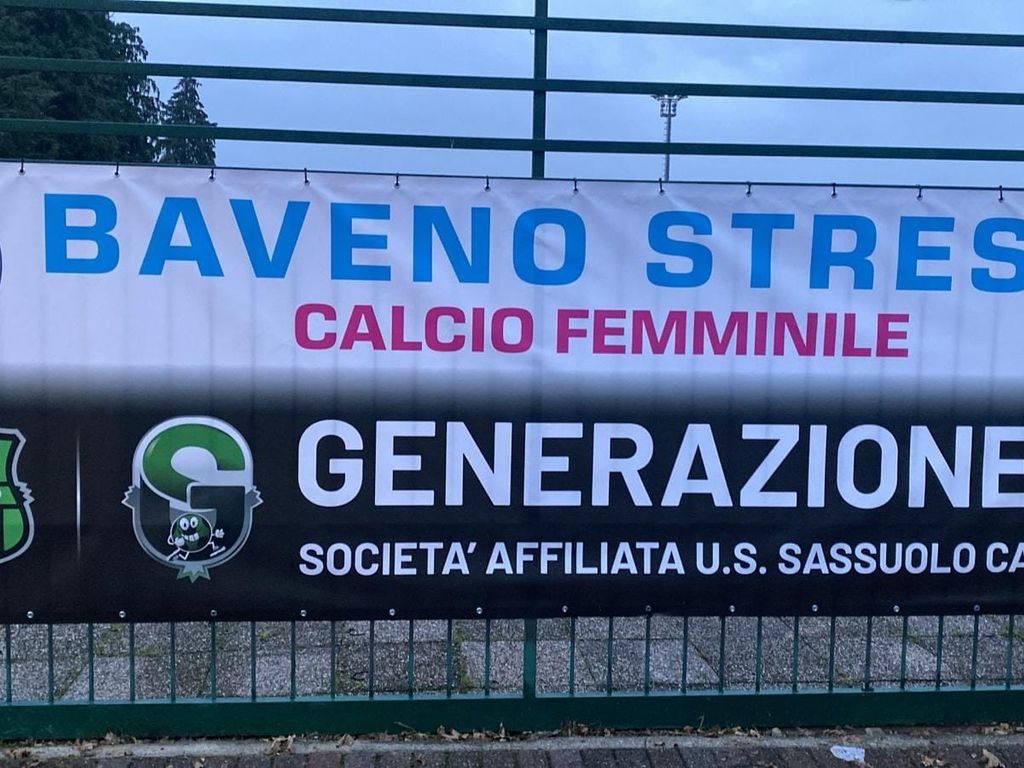 BAVENO STRES
CALCIO FEMMINILE
GENERAZIONE
SOCIETA' AFFILIATA U.S. SASSUOLO CA